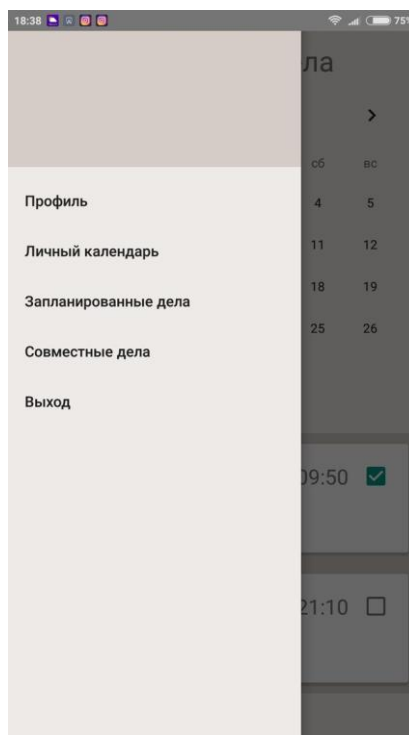 18:38 75%
ла
>
сб вс
Профиль 4 5
Личный календарь 11 12
Запланированные дела 18 19
Совместные дела 25 26
Выход
09:50
21:10